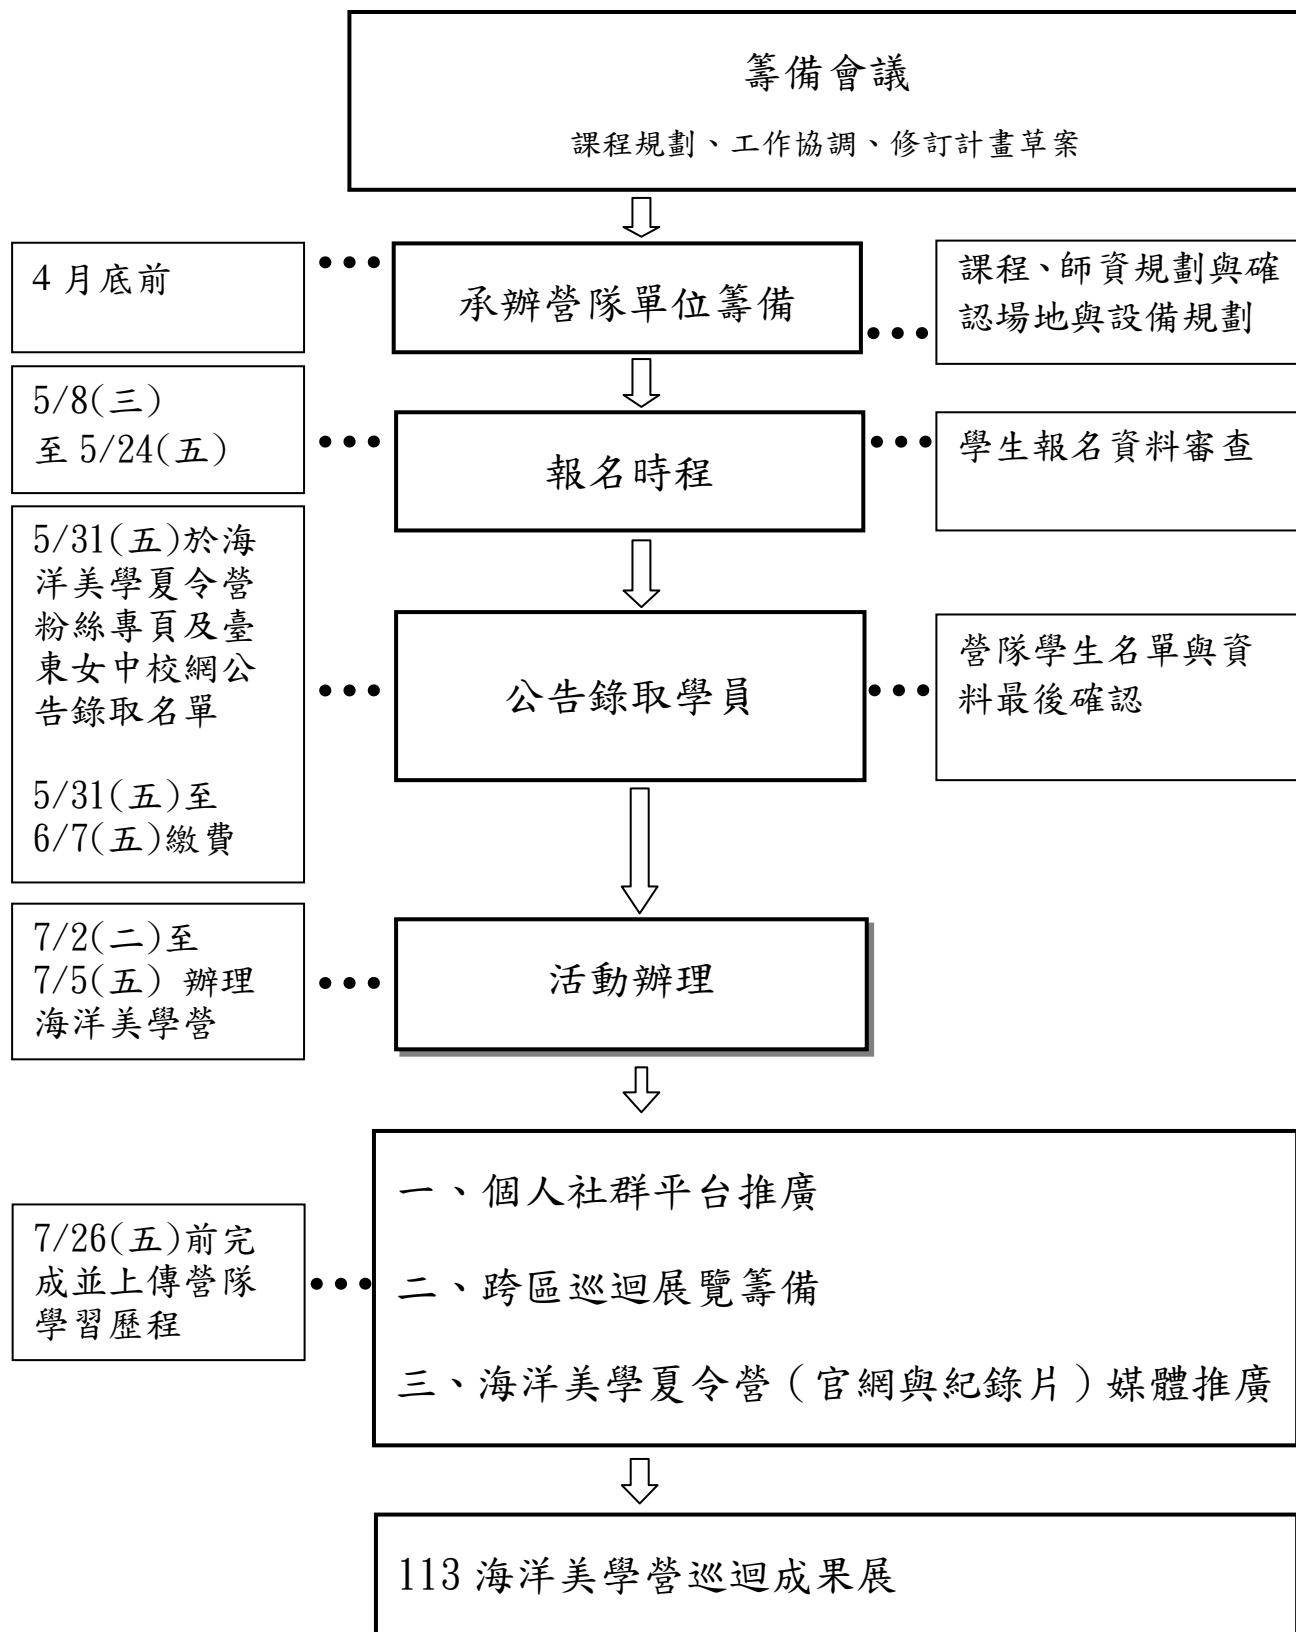 籌備會議
課程規劃、工作協調、修訂計畫草案
4 月底前
承辦營隊單位籌備
課程、師資規劃與確
認場地與設備規劃
5/8(三)
至 5/24(五)
報名時程
學生報名資料審查
5/31(五)於海
洋美學夏令營
粉絲專頁及臺
東女中校網公
告錄取名單
5/31(五)至
6/7(五)繳費
公告錄取學員
營隊學生名單與資
料最後確認
7/2(二)至
7/5(五) 辦理
海洋美學營
活動辦理
7/26(五)前完
成並上傳營隊
學習歷程
一、個人社群平台推廣
二、跨區巡迴展覽籌備
三、海洋美學夏令營（官網與紀錄片）媒體推廣
113 海洋美學營巡迴成果展